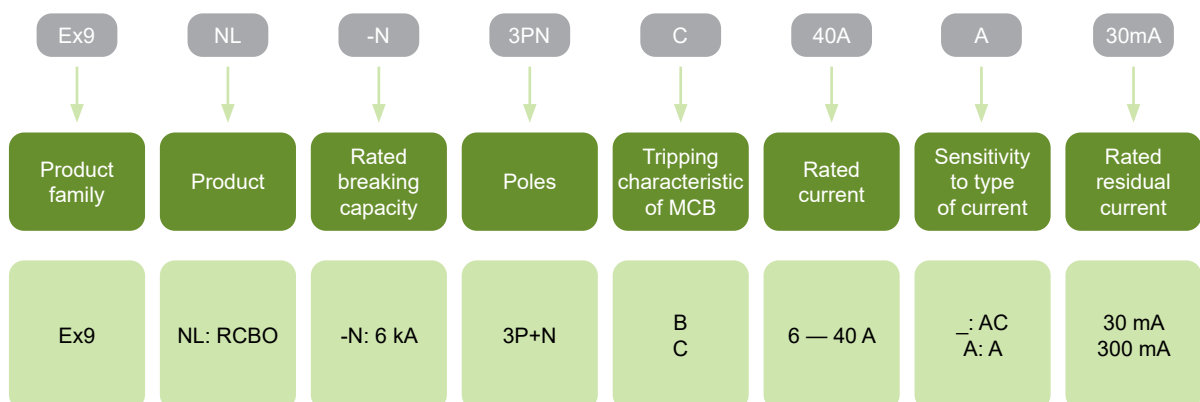 Ex9 NL -N 3PN C 40A A 30mA
Product
family
Product
Rated
breaking
capacity
Poles
Tripping
characteristic
of MCB
Rated
current
Sensitivity
to type
of current
Rated
residual
current
Ex9
NL: RCBO
-N: 6 kA
3P+N
B
C
6 — 40 A
_: AC
A: A
30 mA
300 mA